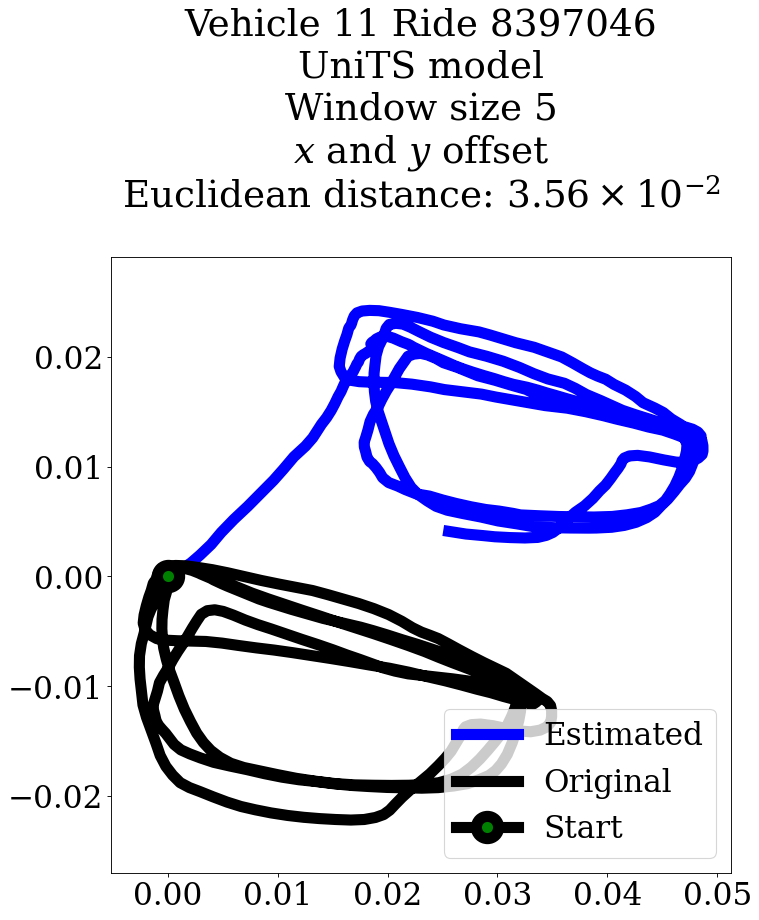 Vehicle 11 Ride 8397046
UniTS model
Window size 5
x and y offset
Euclidean distance: 3.56 × 10⁻²
0.02
0.01
0.00
−0.01
−0.02
Estimated
Original
Start
0.00 0.01 0.02 0.03 0.04 0.05